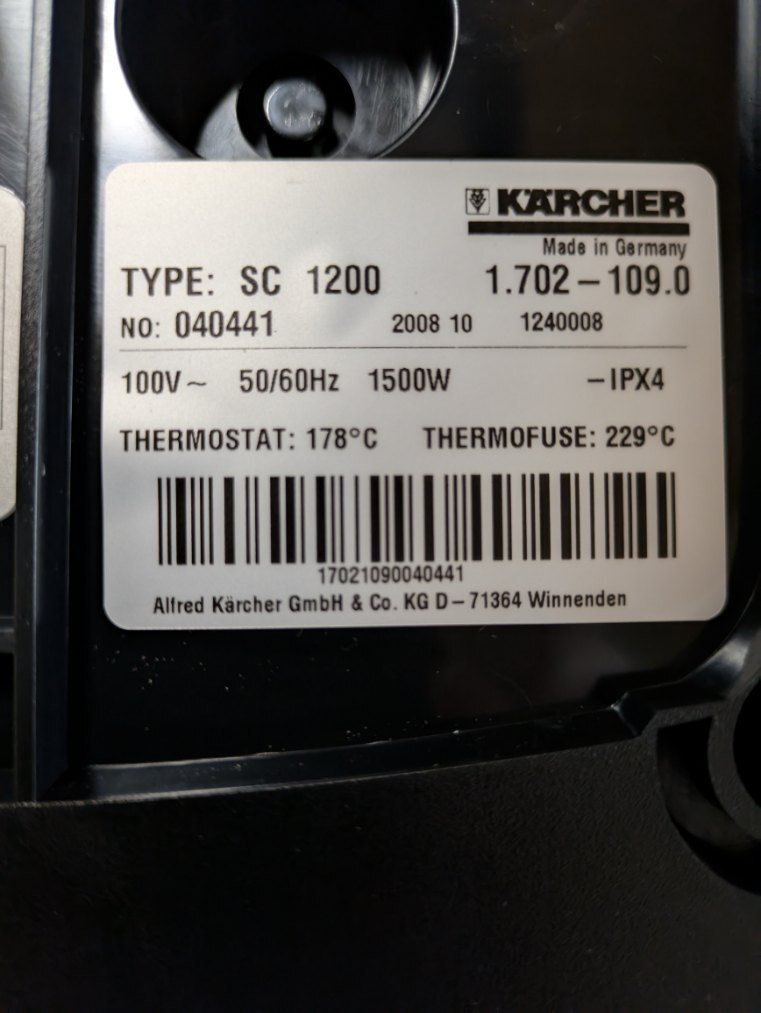 KÄRCHER
Made in Germany
TYPE: SC 1200 1.702-109.0
NO: 040441 2008 10 1240008
100V~ 50/60Hz 1500W -IPX4
THERMOSTAT: 178°C THERMOFUSE: 229°C
17021090040441
Alfred Kärcher GmbH & Co. KG D-71364 Winnenden